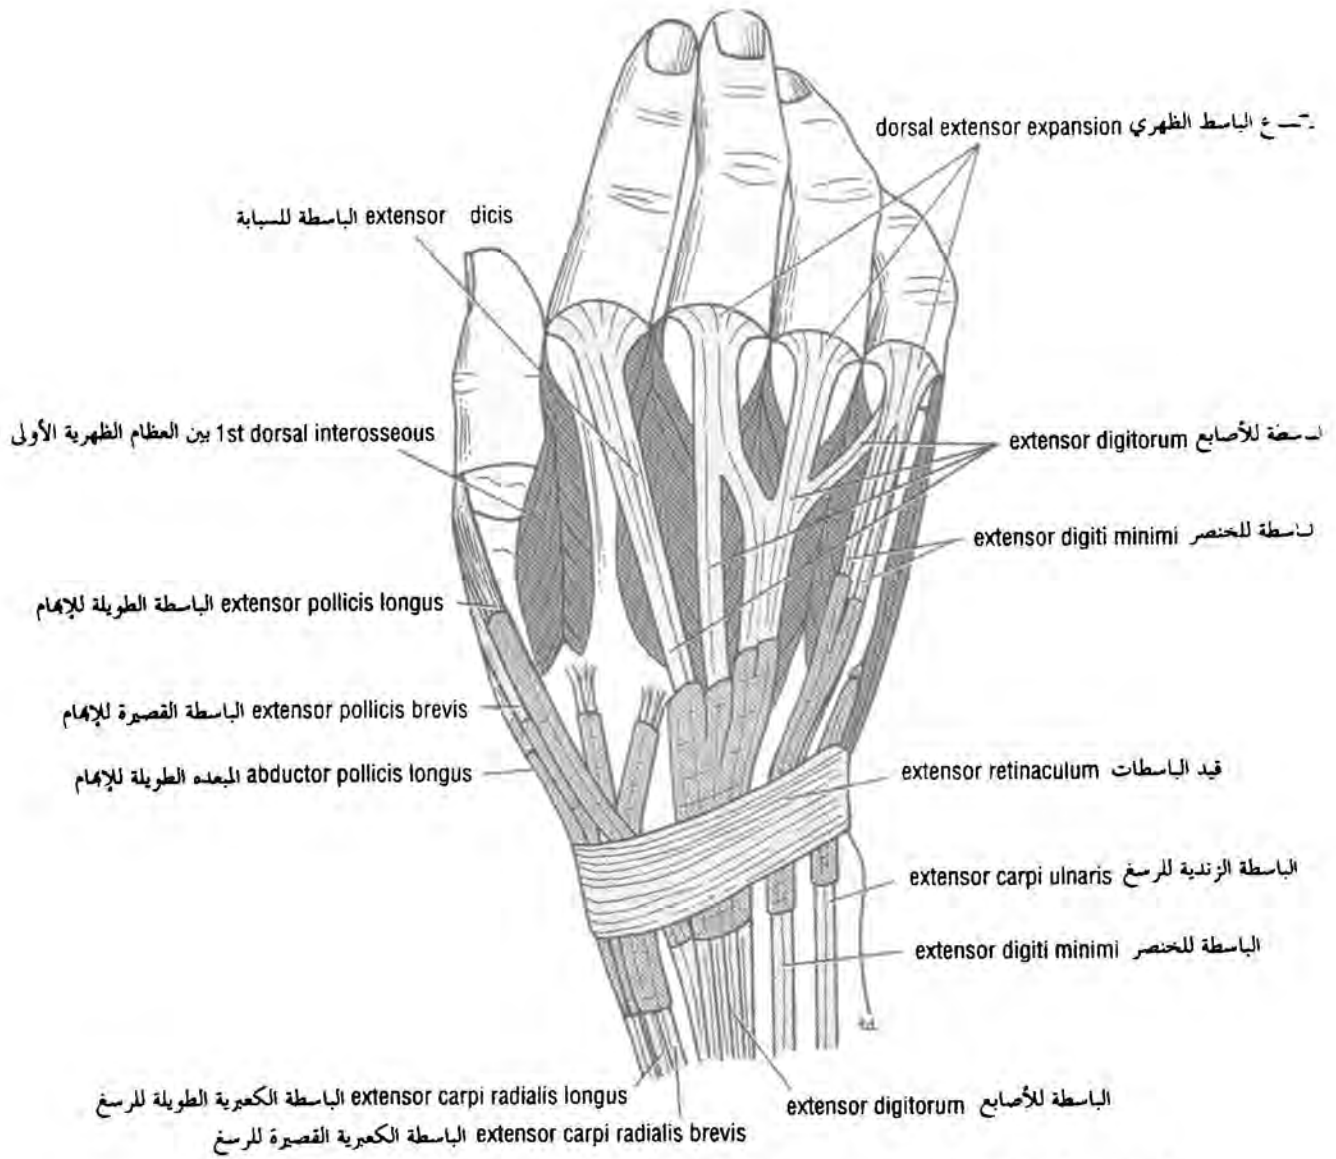 dorsal extensor expansion ع الباسط الظهري
الباسطة للسبابة extensor dicis
بين العظام الظهرية الأولى 1st dorsal interosseous
extensor digitorum للأصابع
extensor digiti minimi للخنصر
الباسطة الطويلة للإبهام extensor pollicis longus
الباسطة القصيرة للإبهام extensor pollicis brevis
المبعده الطويلة للإبهام abductor pollicis longus
extensor retinaculum قيد الباسطات
extensor carpi ulnaris الباسطة الزندية للرسغ
extensor digiti minimi الباسطة للخنصر
الباسطة الكعبرية الطويلة للرسغ extensor carpi radialis longus
extensor digitorum الباسطة للأصابع
الباسطة الكعبرية القصيرة للرسغ extensor carpi radialis brevis